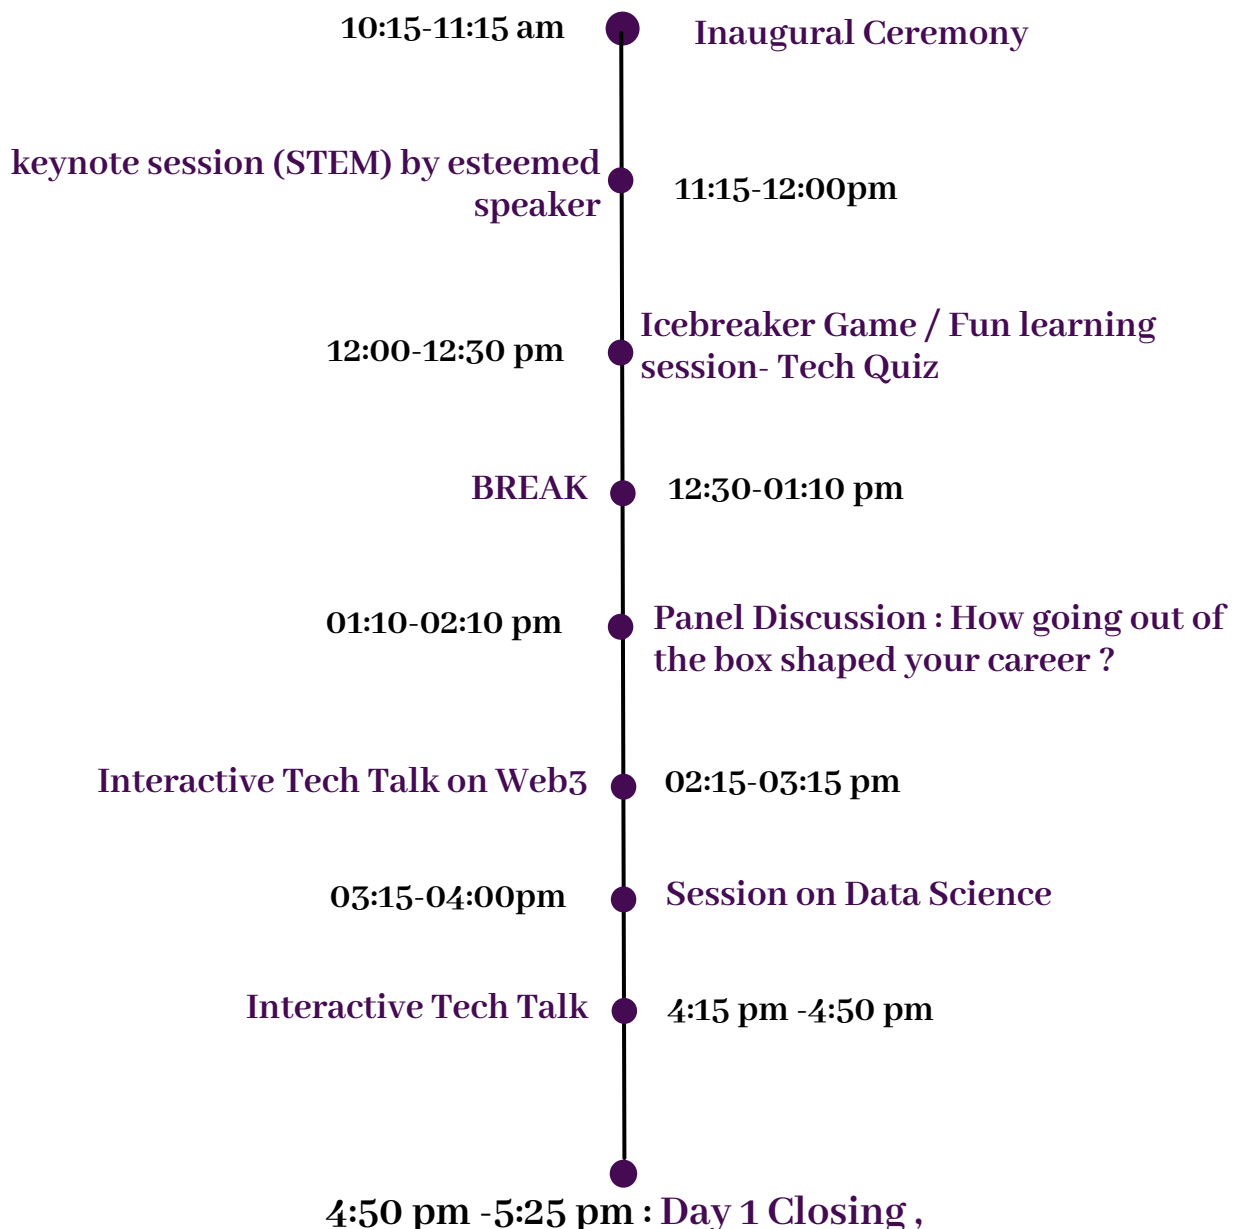 10:15-11:15 am
Inaugural Ceremony
keynote session (STEM) by esteemed
speaker
11:15-12:00pm
12:00-12:30 pm
Icebreaker Game / Fun learning
session- Tech Quiz
BREAK
12:30-01:10 pm
01:10-02:10 pm
Panel Discussion : How going out of
the box shaped your career ?
Interactive Tech Talk on Web3
02:15-03:15 pm
03:15-04:00pm
Session on Data Science
Interactive Tech Talk
4:15 pm -4:50 pm
4:50 pm -5:25 pm : Day 1 Closing ,